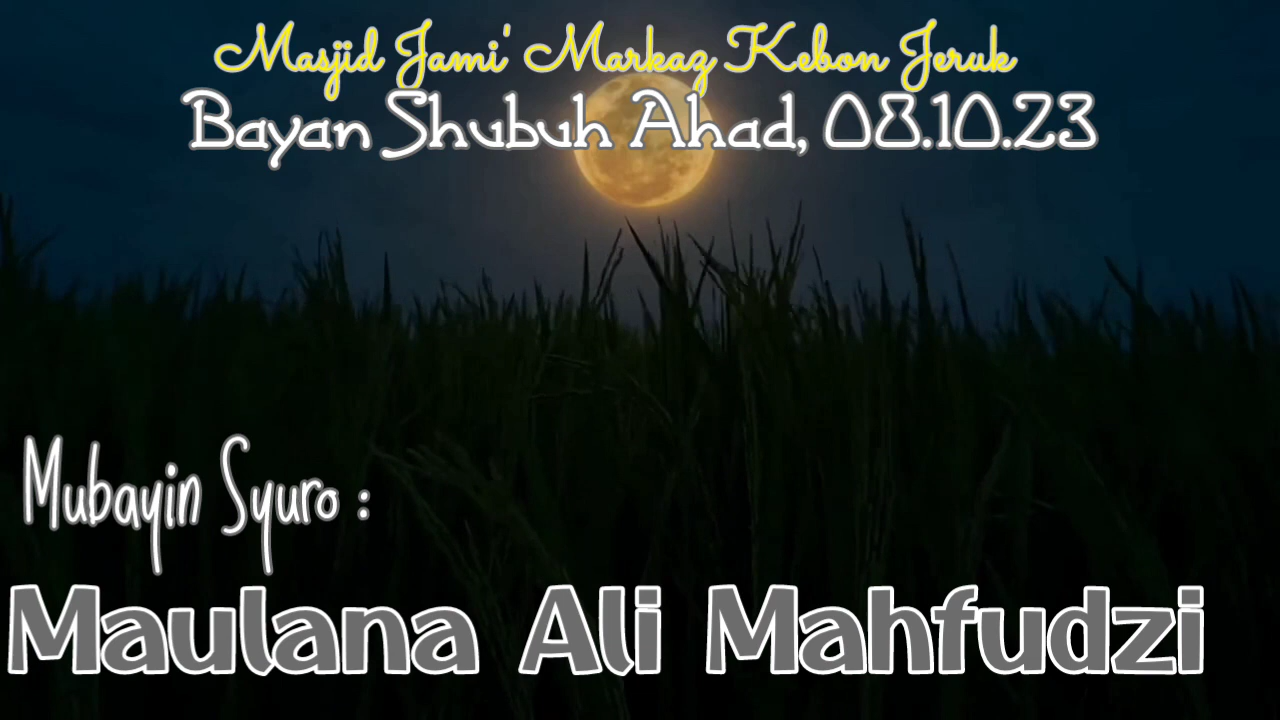 Masjid Jami' Markaz Kebon Jeruk
Bayan Shubuh Ahad, 08.10.23
Mubayin Syuro :
Maulana Ali Mahfudzi